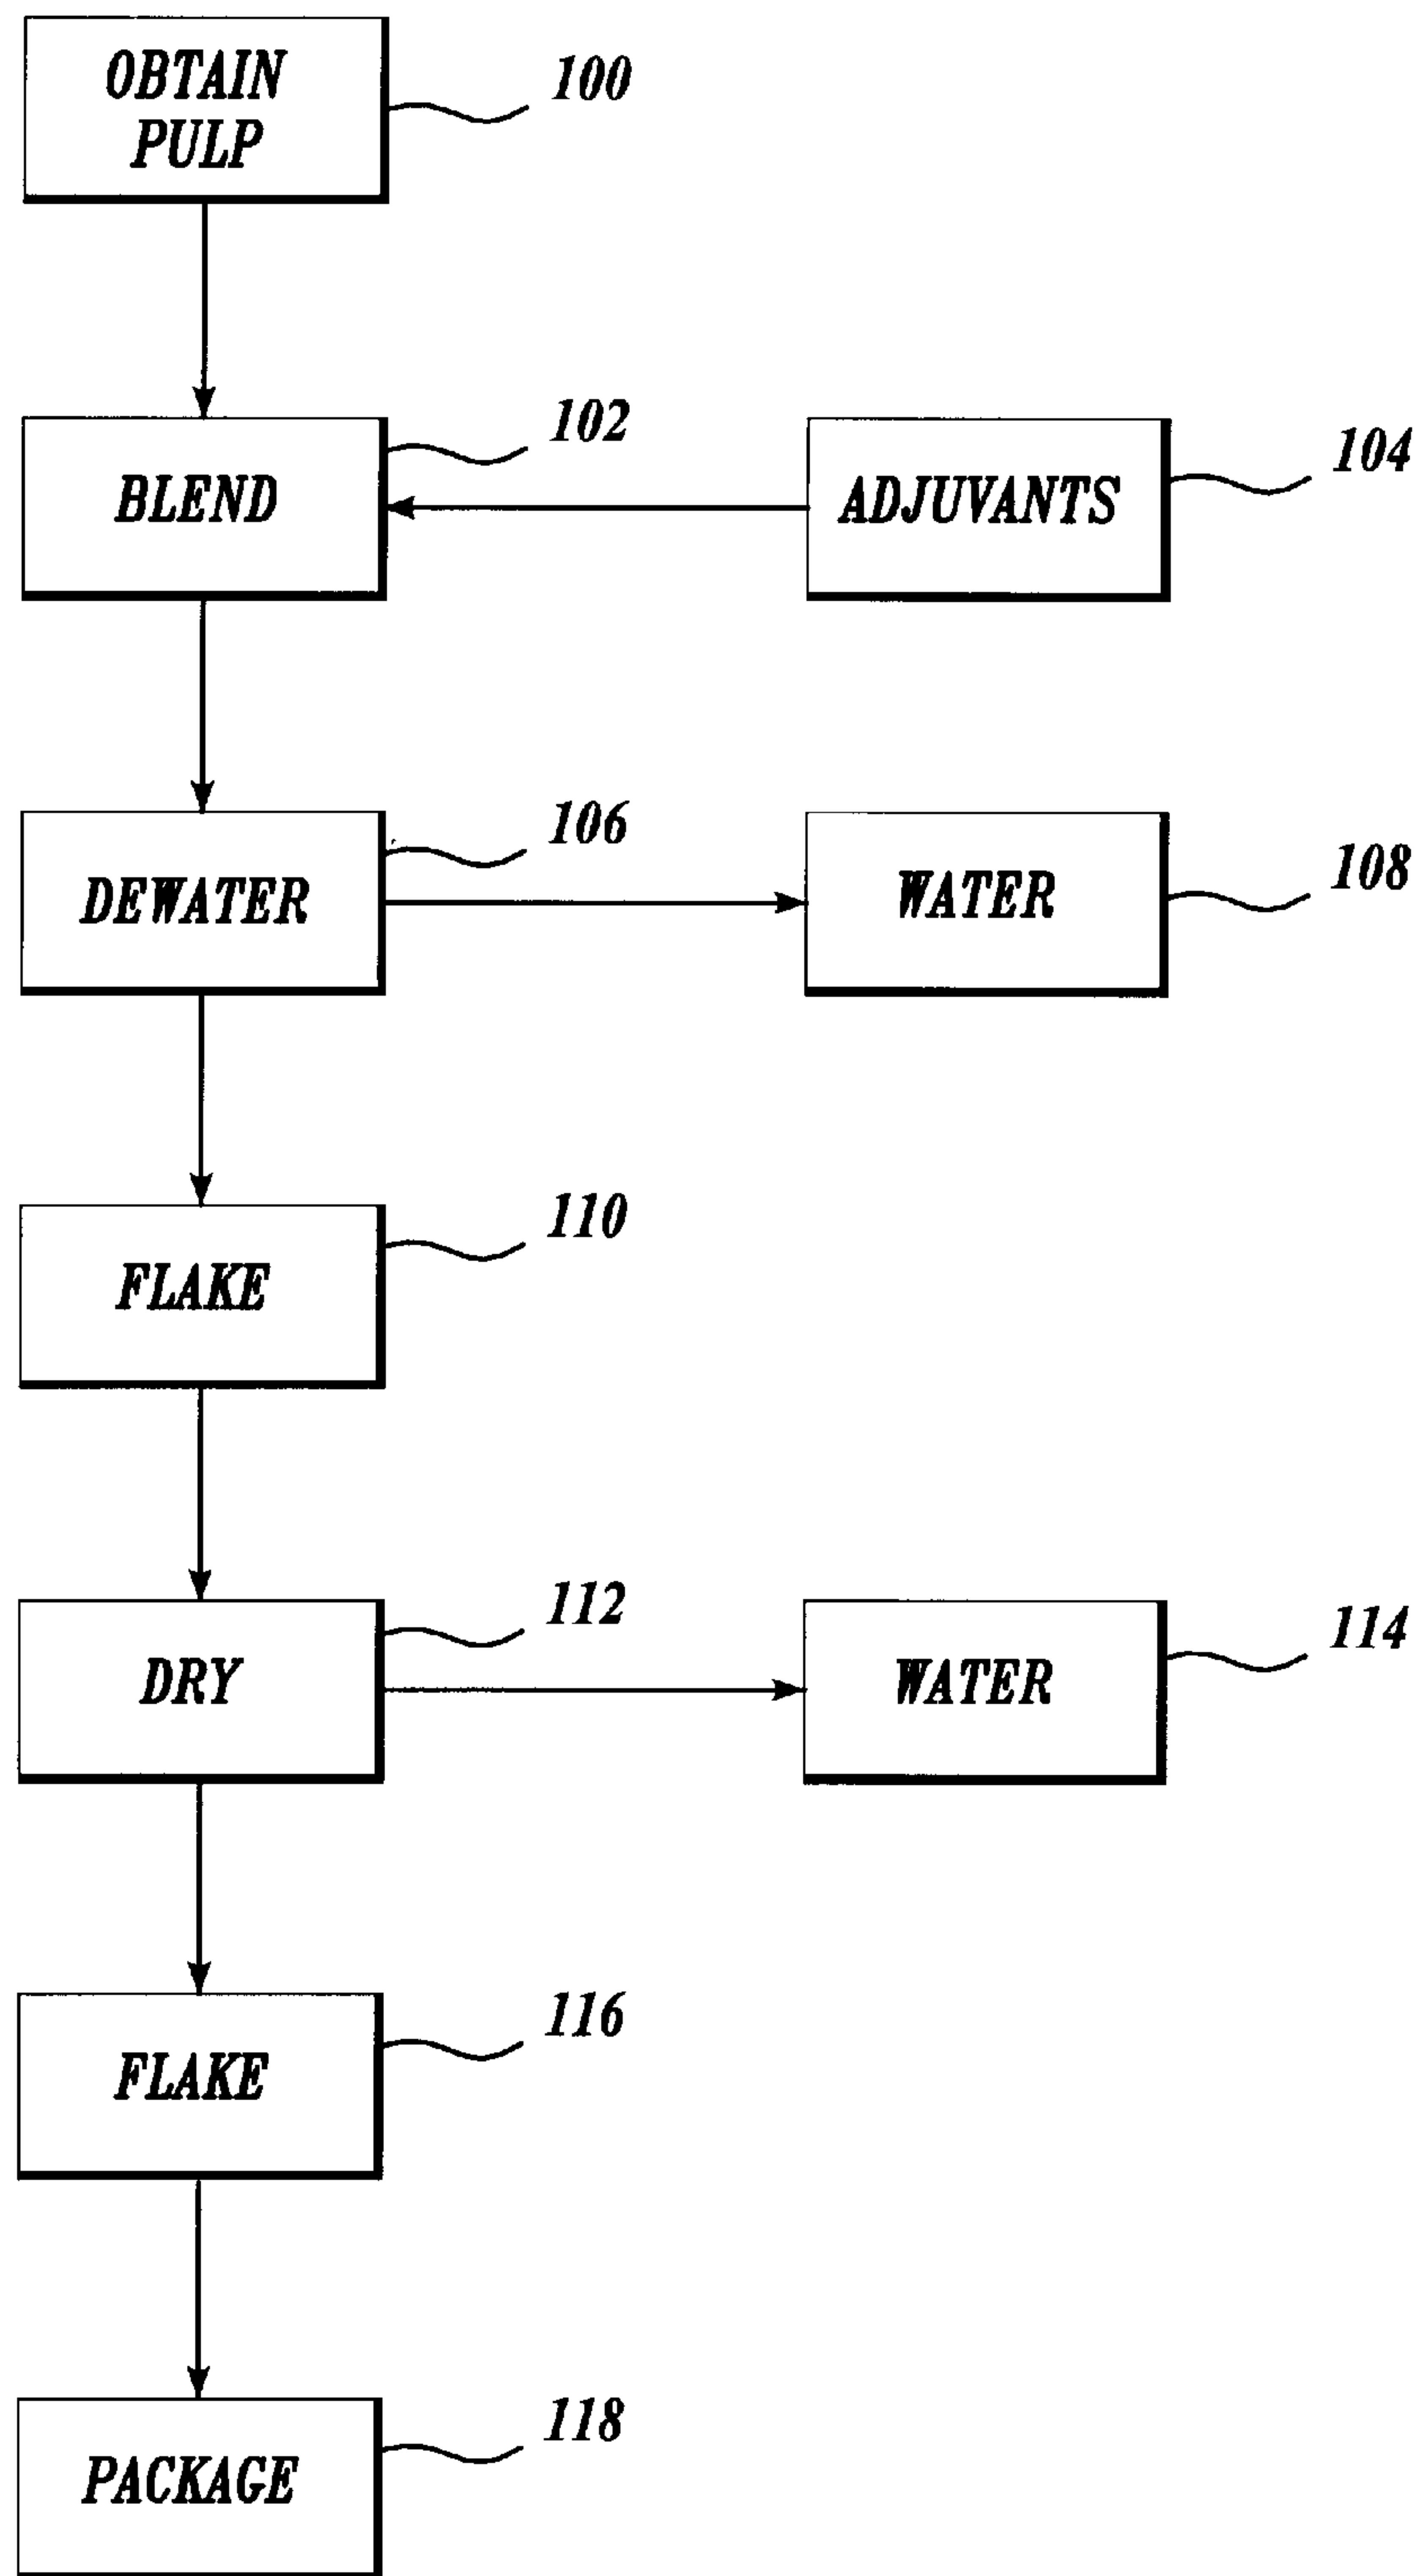 OBTAIN
PULP
100
BLEND
102
ADJUVANTS
104
DEWATER
106
WATER
108
FLAKE
110
DRY
112
WATER
114
FLAKE
116
PACKAGE
118